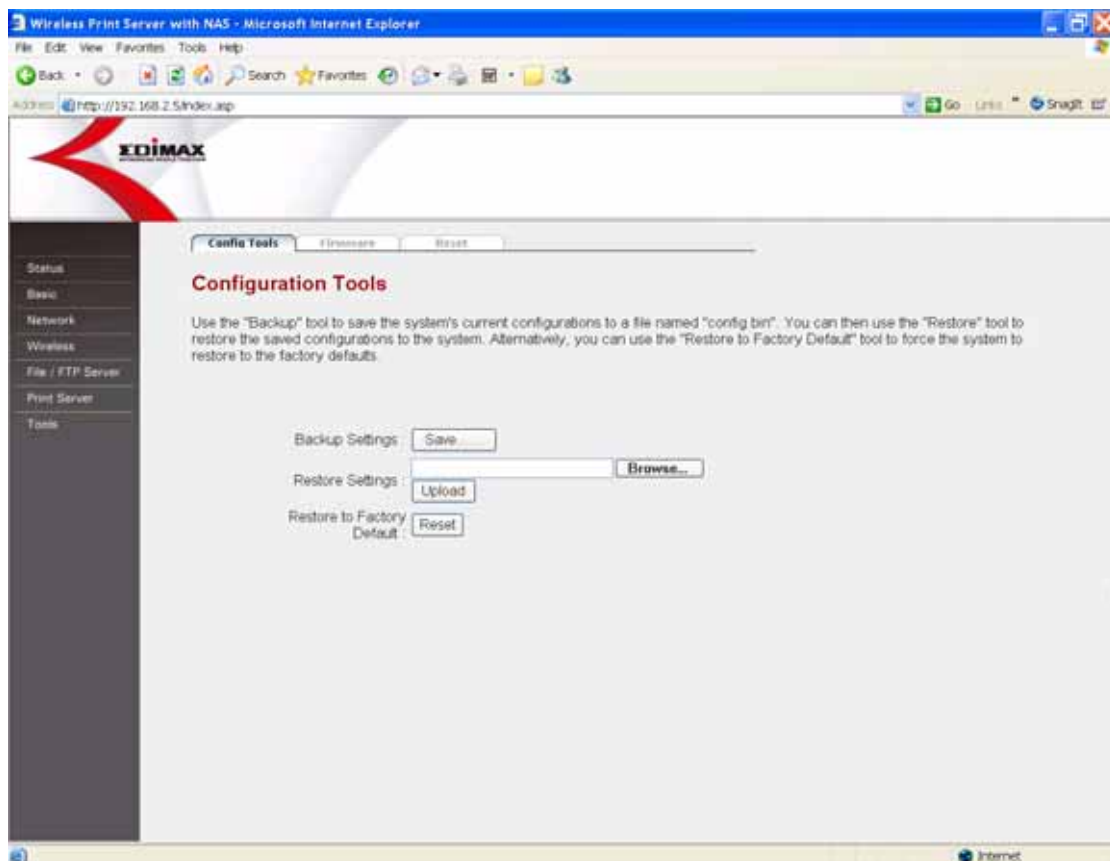 Wireless Print Server with NAS - Microsoft Internet Explorer
File Edit View Favorites Tools Help
Back Search Favorites
Address http://192.168.2.5/index.asp Go Links » SnagIt
EDIMAX
Config Tools Firmware Reset
Status
Basic
Network
Wireless
File / FTP Server
Print Server
Tools
Configuration Tools
Use the "Backup" tool to save the system's current configurations to a file named "config bin". You can then use the "Restore" tool to
restore the saved configurations to the system. Alternatively, you can use the "Restore to Factory Default" tool to force the system to
restore to the factory defaults.
Backup Settings : Save...
Restore Settings : Browse...
Upload
Restore to Factory
Default : Reset
Internet